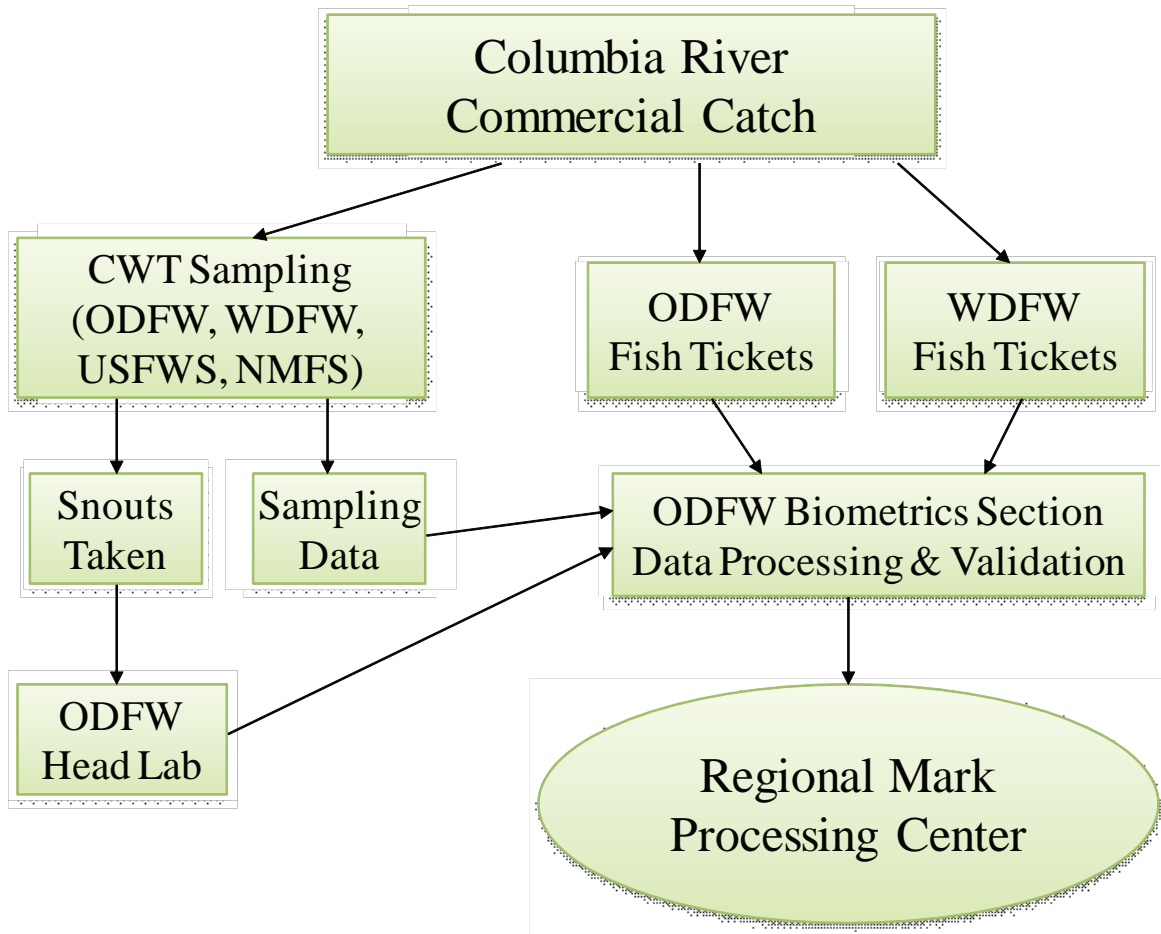 Columbia River
Commercial Catch
CWT Sampling
(ODFW, WDFW,
USFWS, NMFS)
ODFW
Fish Tickets
WDFW
Fish Tickets
Snouts
Taken
Sampling
Data
ODFW Biometrics Section
Data Processing & Validation
ODFW
Head Lab
Regional Mark
Processing Center